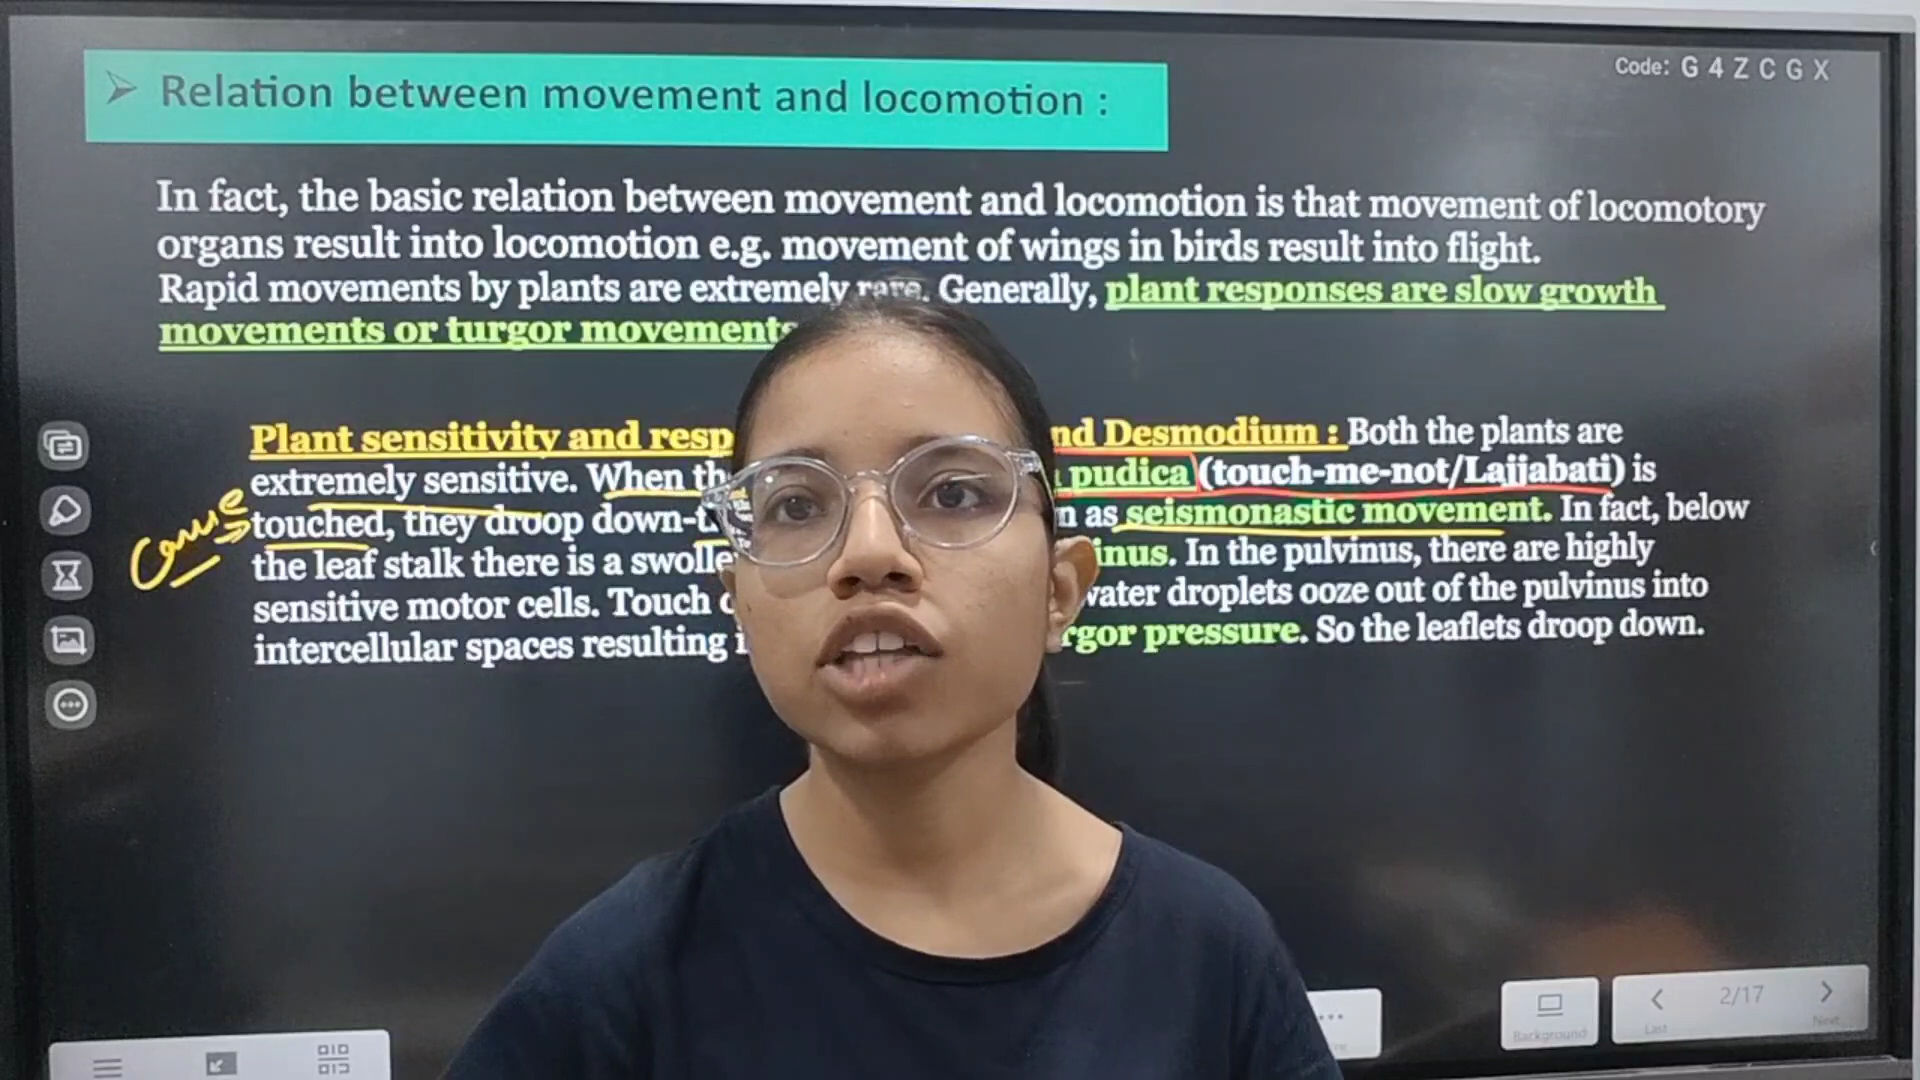 Code: G 4 Z C G X
➢ Relation between movement and locomotion :
In fact, the basic relation between movement and locomotion is that movement of locomotory
organs result into locomotion e.g. movement of wings in birds result into flight.
Rapid movements by plants are extremely rare. Generally, plant responses are slow growth
movements or turgor movements
Plant sensitivity and resp nd Desmodium : Both the plants are
extremely sensitive. When th pudica (touch-me-not/Lajjabati) is
Cause touched, they droop down- n as seismonastic movement. In fact, below
the leaf stalk there is a swolle inus. In the pulvinus, there are highly
sensitive motor cells. Touch water droplets ooze out of the pulvinus into
intercellular spaces resulting i rgor pressure. So the leaflets droop down.
Background
Last 2/17 Next